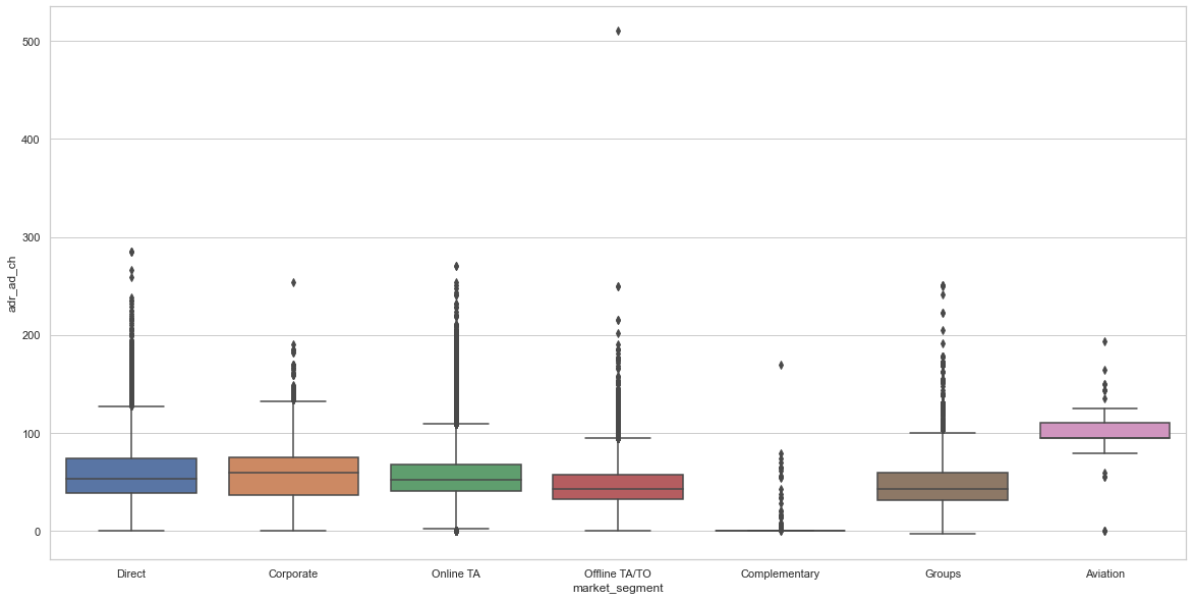 500
400
300
200
100
0
adr_ad_ch
Direct Corporate Online TA Offline TA/TO Complementary Groups Aviation
market_segment